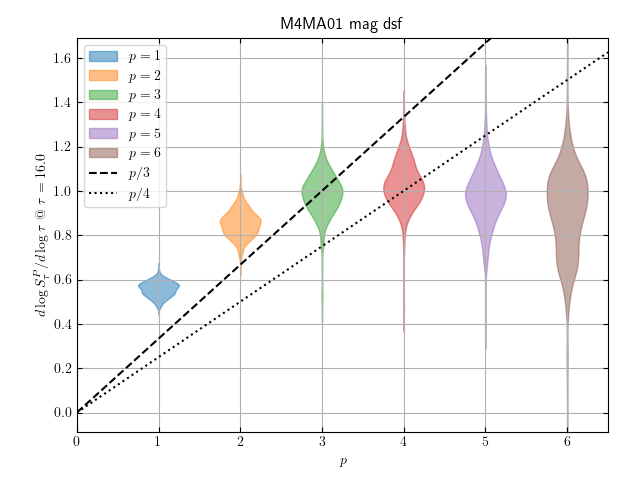 M4MA01 mag dsf
d log S_τ^P / d log τ @ τ = 16.0
1.6
1.4
1.2
1.0
0.8
0.6
0.4
0.2
0.0
p = 1
p = 2
p = 3
p = 4
p = 5
p = 6
p/3
p/4
0 1 2 3 4 5 6
p